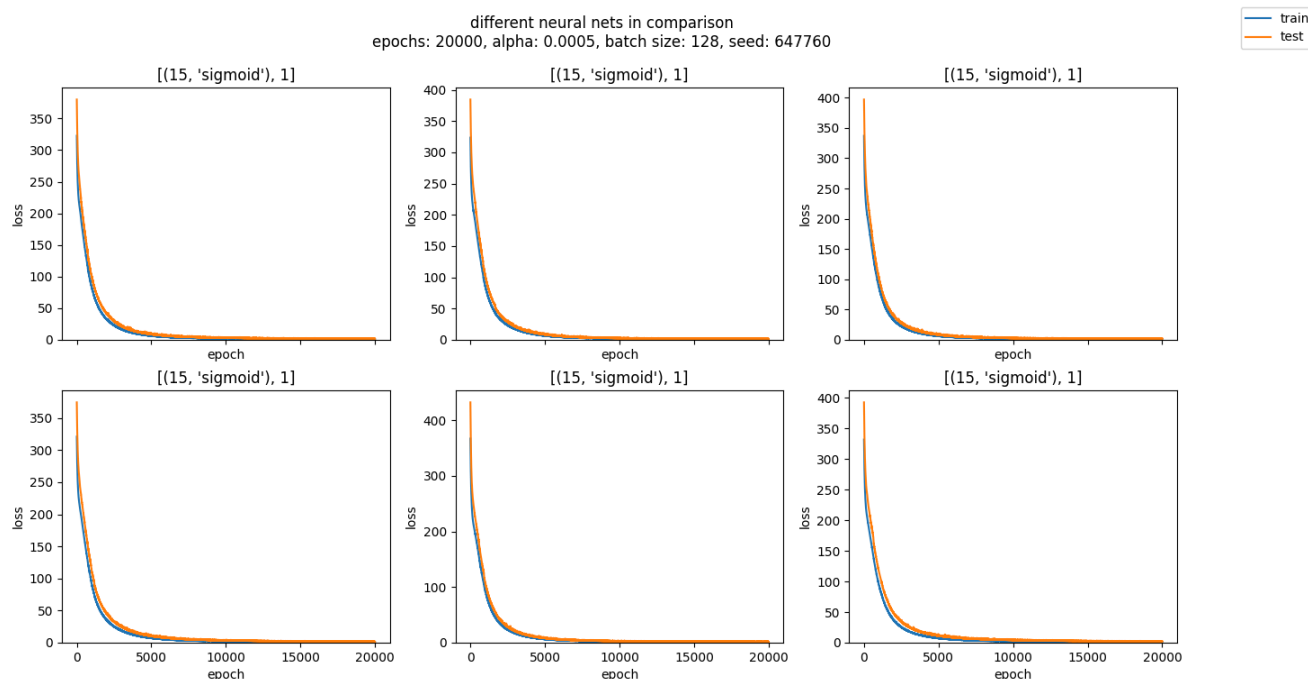 different neural nets in comparison
epochs: 20000, alpha: 0.0005, batch size: 128, seed: 647760
train
test
[(15, 'sigmoid'), 1]
350
300
250
200
150
100
50
0
loss
epoch
[(15, 'sigmoid'), 1]
400
350
300
250
200
150
100
50
0
loss
epoch
[(15, 'sigmoid'), 1]
400
350
300
250
200
150
100
50
0
loss
epoch
[(15, 'sigmoid'), 1]
350
300
250
200
150
100
50
0
loss
0 5000 10000 15000 20000
epoch
[(15, 'sigmoid'), 1]
400
300
200
100
0
loss
0 5000 10000 15000 20000
epoch
[(15, 'sigmoid'), 1]
400
350
300
250
200
150
100
50
0
loss
0 5000 10000 15000 20000
epoch